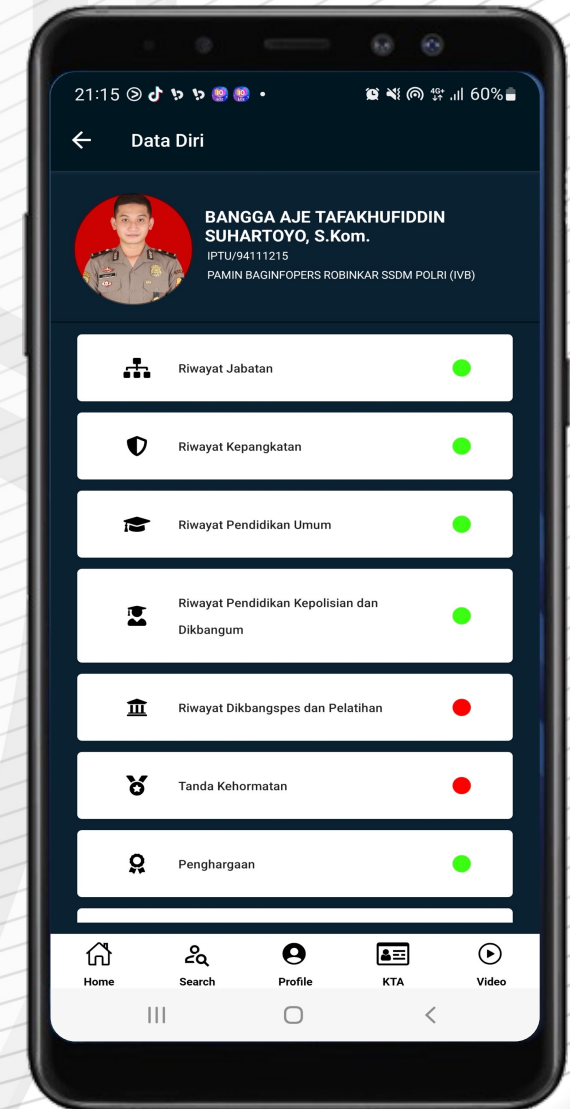 21:15
4G+
60%
Data Diri
BANGGA AJE TAFAKHUFIDDIN
SUHARTOYO, S.Kom.
IPTU/94111215
PAMIN BAGINFOPERS ROBINKAR SSDM POLRI (IVB)
Riwayat Jabatan
Riwayat Kepangkatan
Riwayat Pendidikan Umum
Riwayat Pendidikan Kepolisian dan
Dikbangum
Riwayat Dikbangspes dan Pelatihan
Tanda Kehormatan
Penghargaan
Home
Search
Profile
KTA
Video